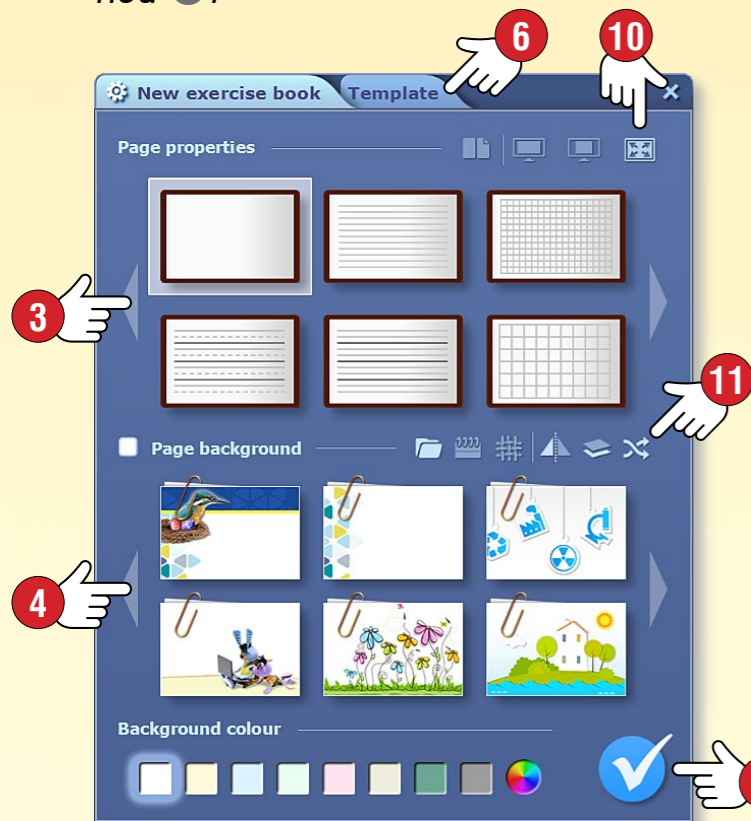 6
10
New exercise book
Template
Page properties
3
11
Page background
4
Background colour